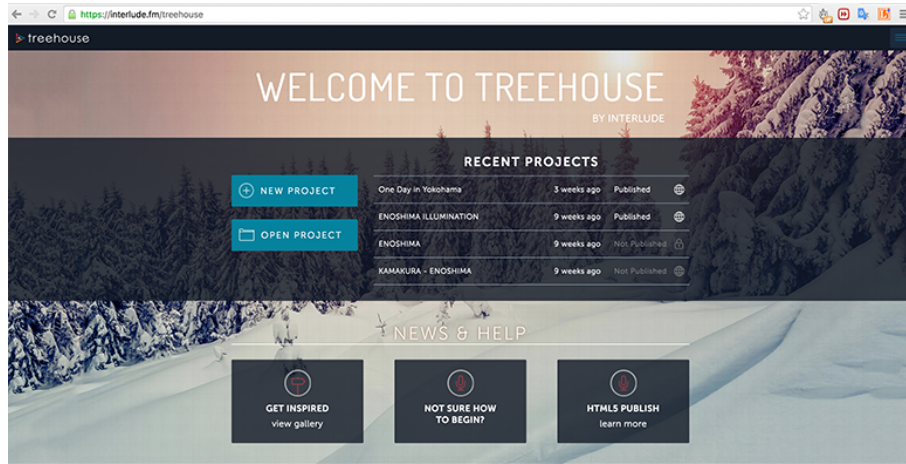 https://interlude.fm/treehouse
treehouse
WELCOME TO TREEHOUSE
BY INTERLUDE
RECENT PROJECTS
NEW PROJECT
OPEN PROJECT
One Day in Yokohama 3 weeks ago Published
ENOSHIMA ILLUMINATION 9 weeks ago Published
ENOSHIMA 9 weeks ago Not Published
KAMAKURA - ENOSHIMA 9 weeks ago Not Published
NEWS & HELP
GET INSPIRED
view gallery
NOT SURE HOW
TO BEGIN?
HTML5 PUBLISH
learn more